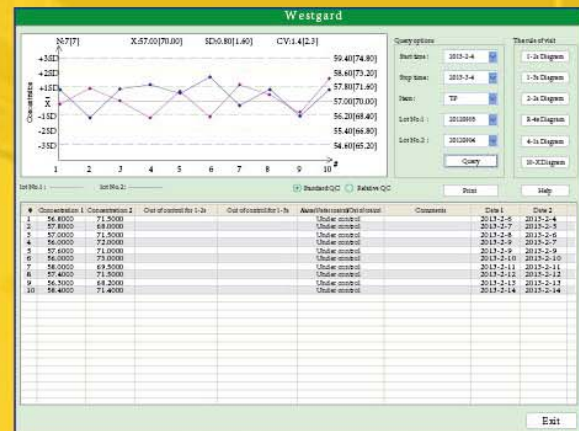 Westgard
N:7[7] X:57.00[70.00] SD:0.80[1.60] CV:1.4[2.3]
+3SD 59.40[74.80]
+2SD 58.60[73.20]
+1SD 57.80[71.60]
X 57.00[70.00]
-1SD 56.20[68.40]
-2SD 55.40[66.80]
-3SD 54.60[65.20]
Concentration
1 2 3 4 5 6 7 8 9 10 #
Lot No.1: Lot No.2: Standard QC Relative QC
Query options
Start time: 2013-2-4
Stop time: 2013-3-4
Item: TP
Lot No.1: 20120903
Lot No.2: 20120904
Query
Print
The rule of visit
1-2s Diagram
1-3s Diagram
2-2s Diagram
R-4s Diagram
4-1s Diagram
10-X Diagram
Help
# Concentration 1 Concentration 2 Out of control for 1-2s Out of control for 1-3s Comments Date 1 Date 2
1 56.8000 71.5000 Under control 2013-2-6 2013-2-4
2 57.8000 68.0000 Under control 2013-2-7 2013-2-5
3 57.0000 71.5000 Under control 2013-2-8 2013-2-6
4 56.0000 72.0000 Under control 2013-2-9 2013-2-7
5 57.6000 71.0000 Under control 2013-2-9 2013-2-9
6 56.0000 73.0000 Under control 2013-2-10 2013-2-10
7 58.0000 69.5000 Under control 2013-2-11 2013-2-11
8 57.4000 71.5000 Under control 2013-2-12 2013-2-12
9 56.3000 68.2000 Under control 2013-2-13 2013-2-13
10 58.4000 71.4000 Under control 2013-2-14 2013-2-14
Exit